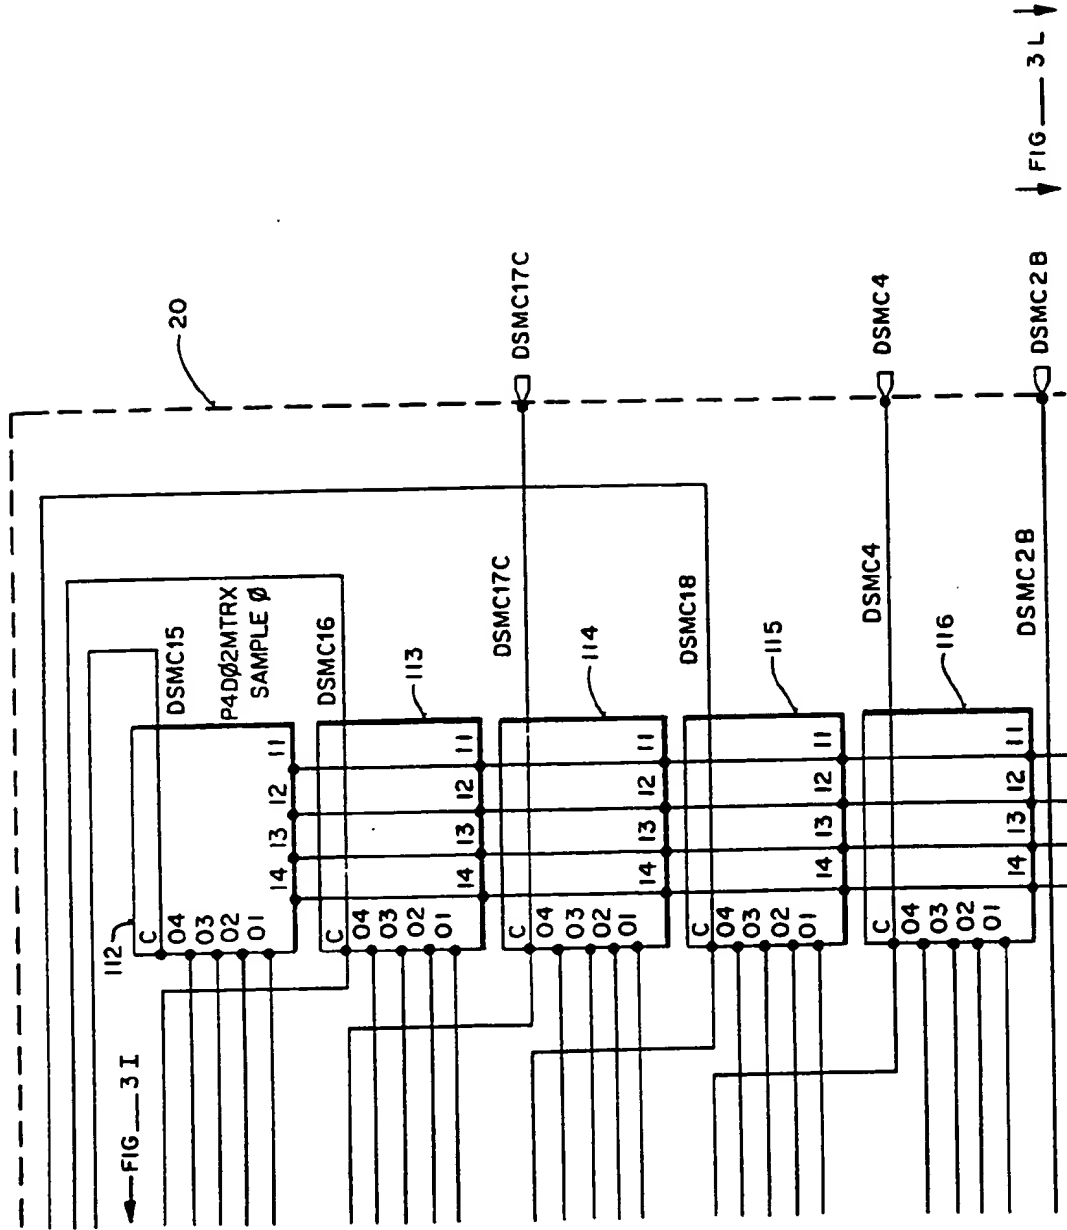 FIG 3I
112
C
O4
O3
O2
O1
I4 I3 I2 I1
DSMC15
P4DØ2MTRX
SAMPLE Ø
20
DSMC16
C
O4
O3
O2
O1
I4 I3 I2 I1
113
DSMC17C
DSMC17C
C
O4
O3
O2
O1
I4 I3 I2 I1
114
DSMC18
C
O4
O3
O2
O1
I4 I3 I2 I1
115
DSMC4
DSMC4
C
O4
O3
O2
O1
I4 I3 I2 I1
116
DSMC2B
DSMC2B
FIG 3L